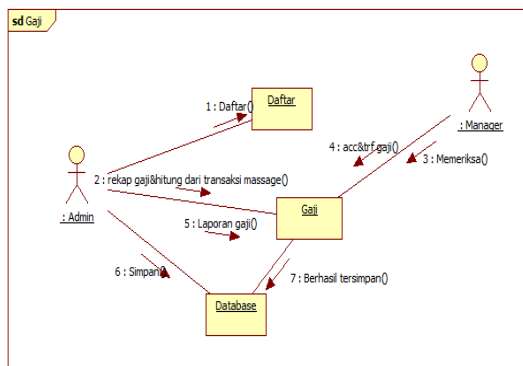 sd Gaji
1 : Daftar()
Daftar
: Manager
4 : acc&trf gaji()
3 : Memeriksa()
2 : rekap gaji&hitung dari transaksi massage()
: Admin
Gaji
5 : Laporan gaji()
6 : Simpan()
7 : Berhasil tersimpan()
Database